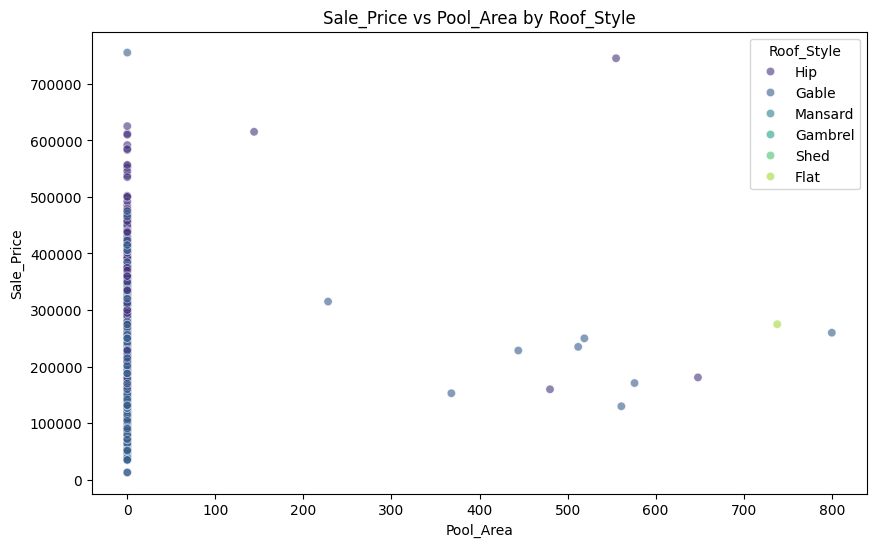 Sale_Price vs Pool_Area by Roof_Style
Roof_Style
Hip
Gable
Mansard
Gambrel
Shed
Flat
Sale_Price
700000
600000
500000
400000
300000
200000
100000
0
0 100 200 300 400 500 600 700 800
Pool_Area